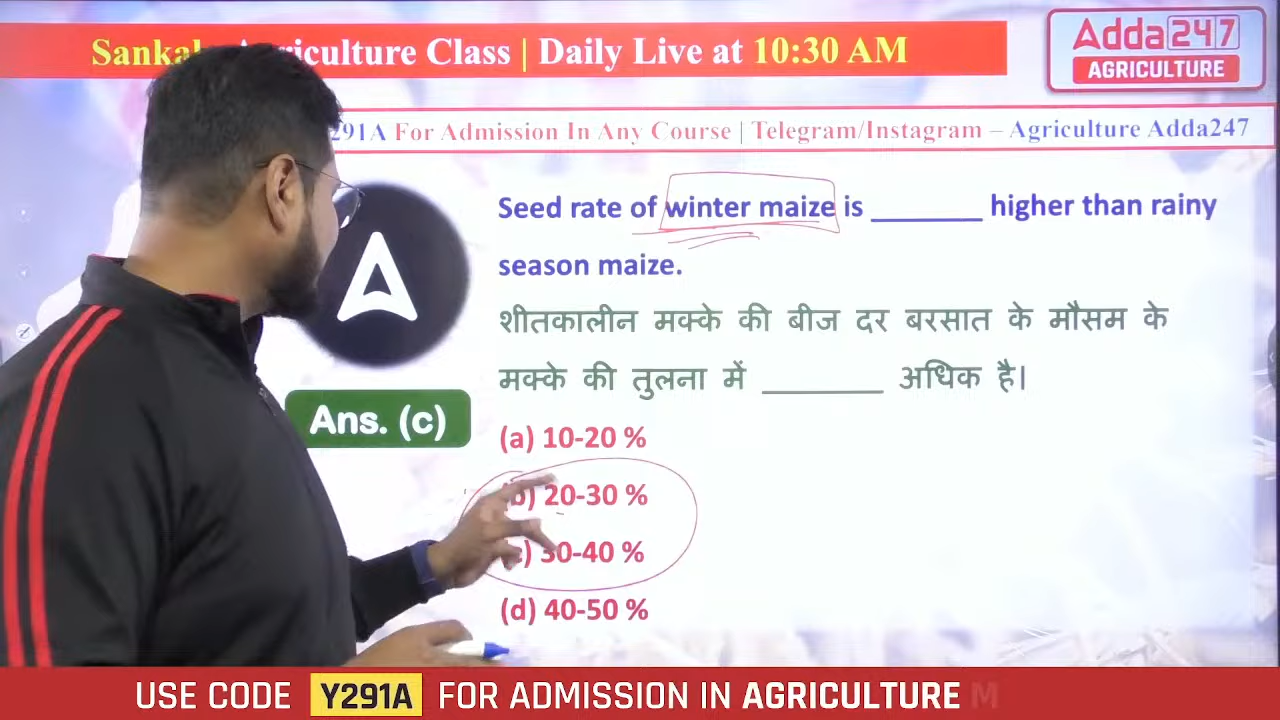 Agriculture Class | Daily Live at 10:30 AM
Adda247
AGRICULTURE
291A For Admission In Any Course | Telegram/Instagram – Agriculture Adda247
Seed rate of winter maize is ________ higher than rainy
season maize.
शीतकालीन मक्के की बीज दर बरसात के मौसम के
मक्के की तुलना में ________ अधिक है।
Ans. (c)
(a) 10-20 %
(b) 20-30 %
(c) 30-40 %
(d) 40-50 %
USE CODE Y291A FOR ADMISSION IN AGRICULTURE M